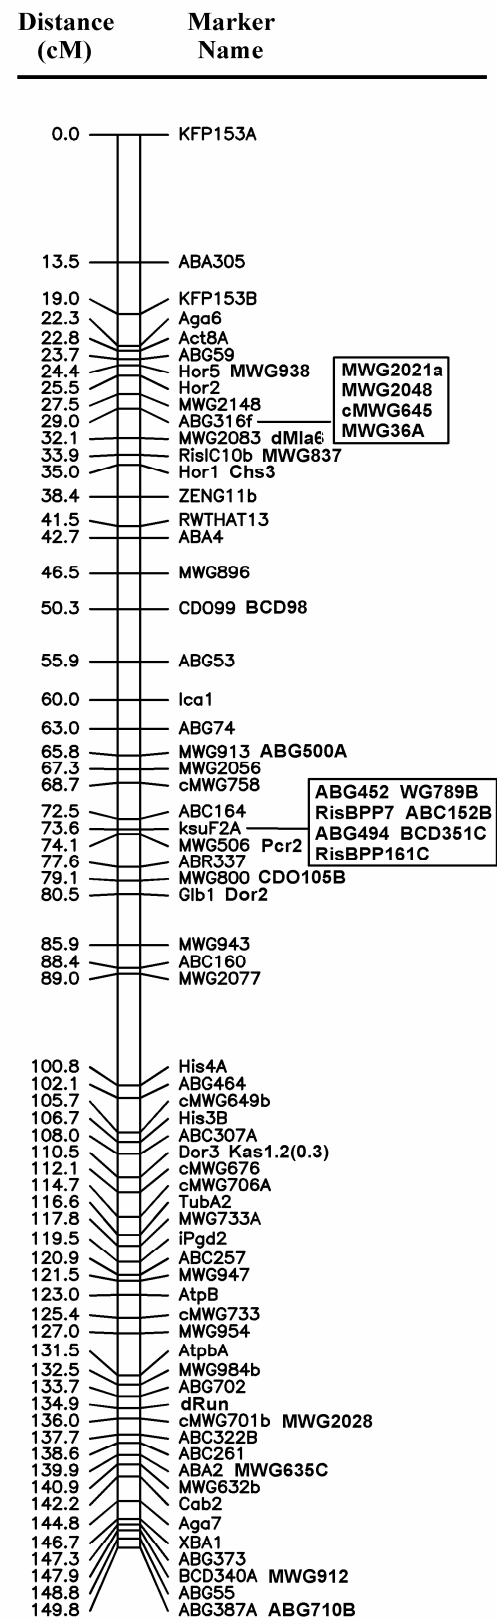 Distance Marker
(cM) Name
0.0 KFP153A
13.5 ABA305
19.0 KFP153B
22.3 Aga6
22.8 Act8A
23.7 ABG59
24.4 Hor5 MWG938
25.5 Hor2
27.5 MWG2148
29.0 ABG316f
MWG2021a
MWG2048
cMWG645
MWG36A
32.1 MWG2083 dMla6
33.9 RisIC10b MWG837
35.0 Hor1 Chs3
38.4 ZENG11b
41.5 RWTHAT13
42.7 ABA4
46.5 MWG896
50.3 CDO99 BCD98
55.9 ABG53
60.0 Ica1
63.0 ABG74
65.8 MWG913 ABG500A
67.3 MWG2056
68.7 cMWG758
72.5 ABC164
73.6 ksuF2A
ABG452 WG789B
RisBPP7 ABC152B
ABG494 BCD351C
RisBPP161C
74.1 MWG506 Pcr2
77.6 ABR337
79.1 MWG800 CDO105B
80.5 Glb1 Dor2
85.9 MWG943
88.4 ABC160
89.0 MWG2077
100.8 His4A
102.1 ABG464
105.7 cMWG649b
106.7 His3B
108.0 ABC307A
110.5 Dor3 Kas1.2(0.3)
112.1 cMWG676
114.7 cMWG706A
116.6 TubA2
117.8 MWG733A
119.5 iPgd2
120.9 ABC257
121.5 MWG947
123.0 AtpB
125.4 cMWG733
127.0 MWG954
131.5 AtpbA
132.5 MWG984b
133.7 ABG702
134.9 dRun
136.0 cMWG701b MWG2028
137.7 ABC322B
138.6 ABC261
139.9 ABA2 MWG635C
140.9 MWG632b
142.2 Cab2
144.8 Aga7
146.7 XBA1
147.3 ABG373
147.9 BCD340A MWG912
148.8 ABG55
149.8 ABG387A ABG710B